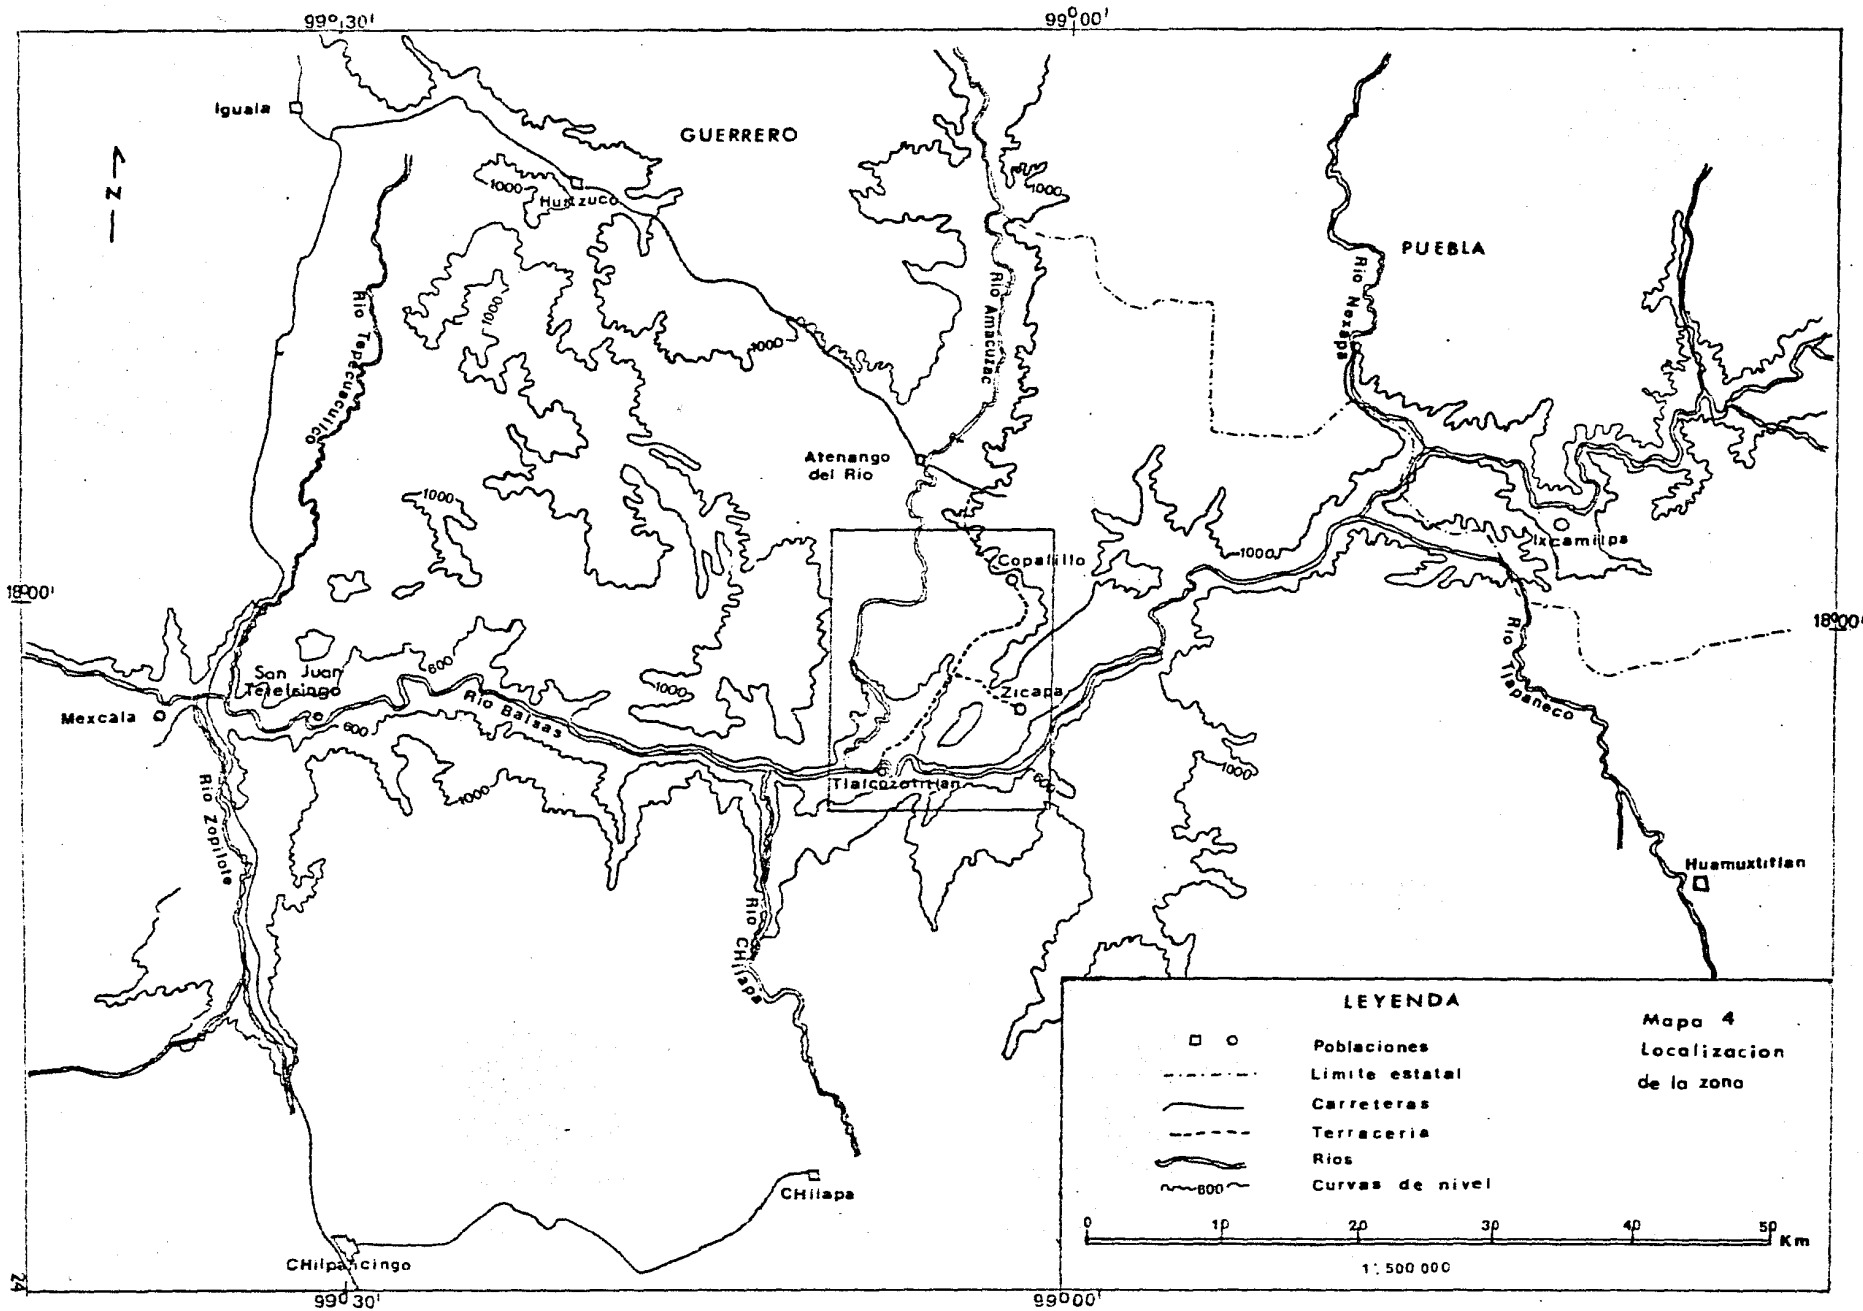 99°30'
99°00'
Iguala
GUERRERO
N
1000
1000
Huitzuco
PUEBLA
Rio Amacuzac
Rio Nexapa
1000
Rio Tepecuacuilco
1000
Atenango
del Rio
1000
1000
Ixcamilpa
Copalillo
18°00'
18°00'
600
San Juan
Tetelcingo
1000
Zicapa
Rio Tlapaneco
Mexcala
Rio Balsas
600
1000
Tlalcozotitlan
600
1000
Rio Zopilote
Huamuxtitlan
Rio CHilapa
LEYENDA
Mapa 4
Localizacion
de la zona
Poblaciones
Limite estatal
Carreteras
Terraceria
Rios
600
Curvas de nivel
CHilapa
0 10 20 30 40 50 Km
CHilpancingo
1:500 000
24
99°30'
99°00'